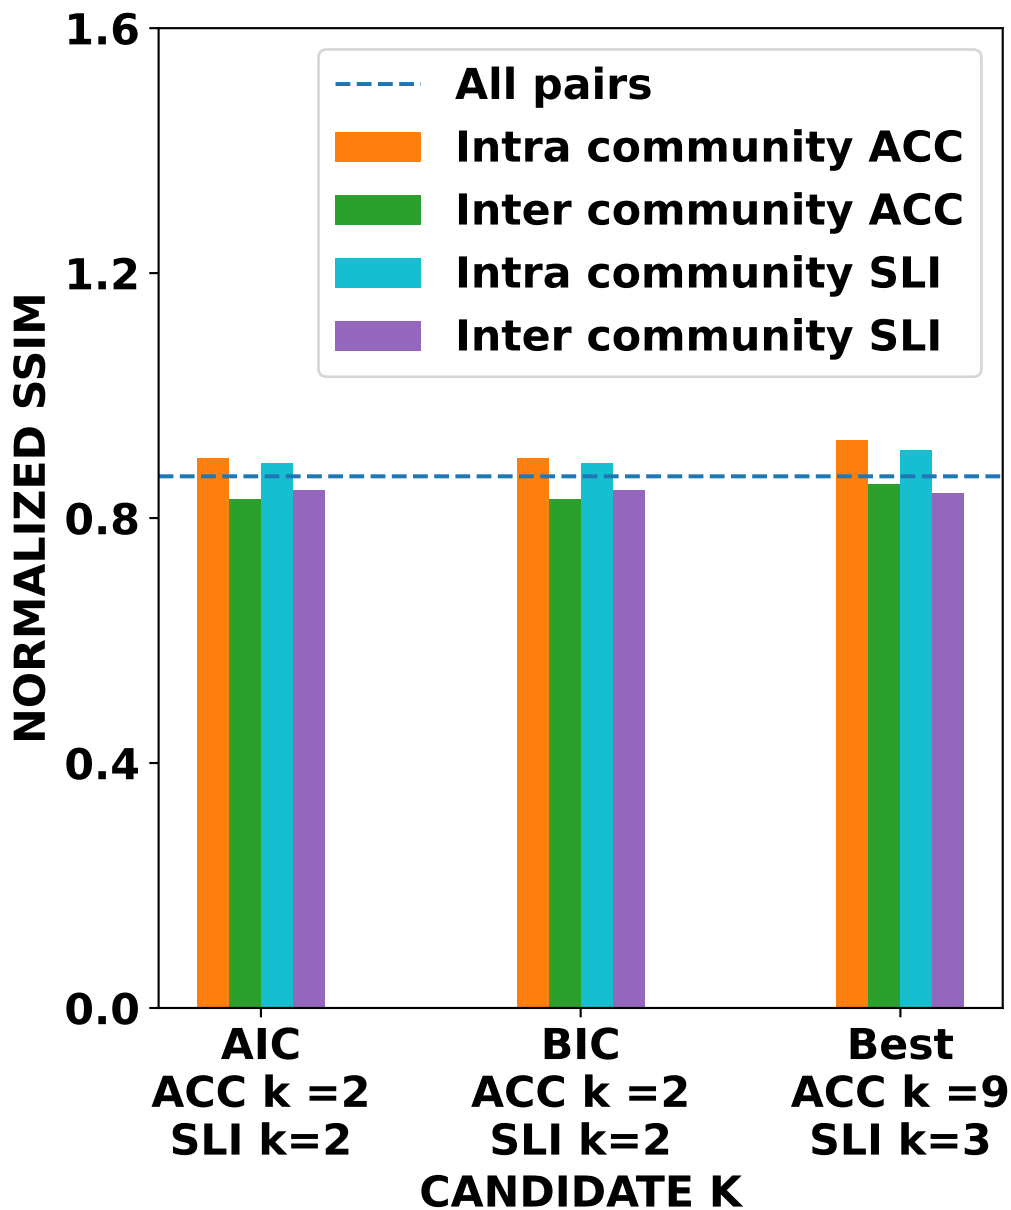 1.6
1.2
0.8
0.4
0.0
NORMALIZED SSIM
All pairs
Intra community ACC
Inter community ACC
Intra community SLI
Inter community SLI
AIC
ACC k =2
SLI k=2
BIC
ACC k =2
SLI k=2
Best
ACC k =9
SLI k=3
CANDIDATE K